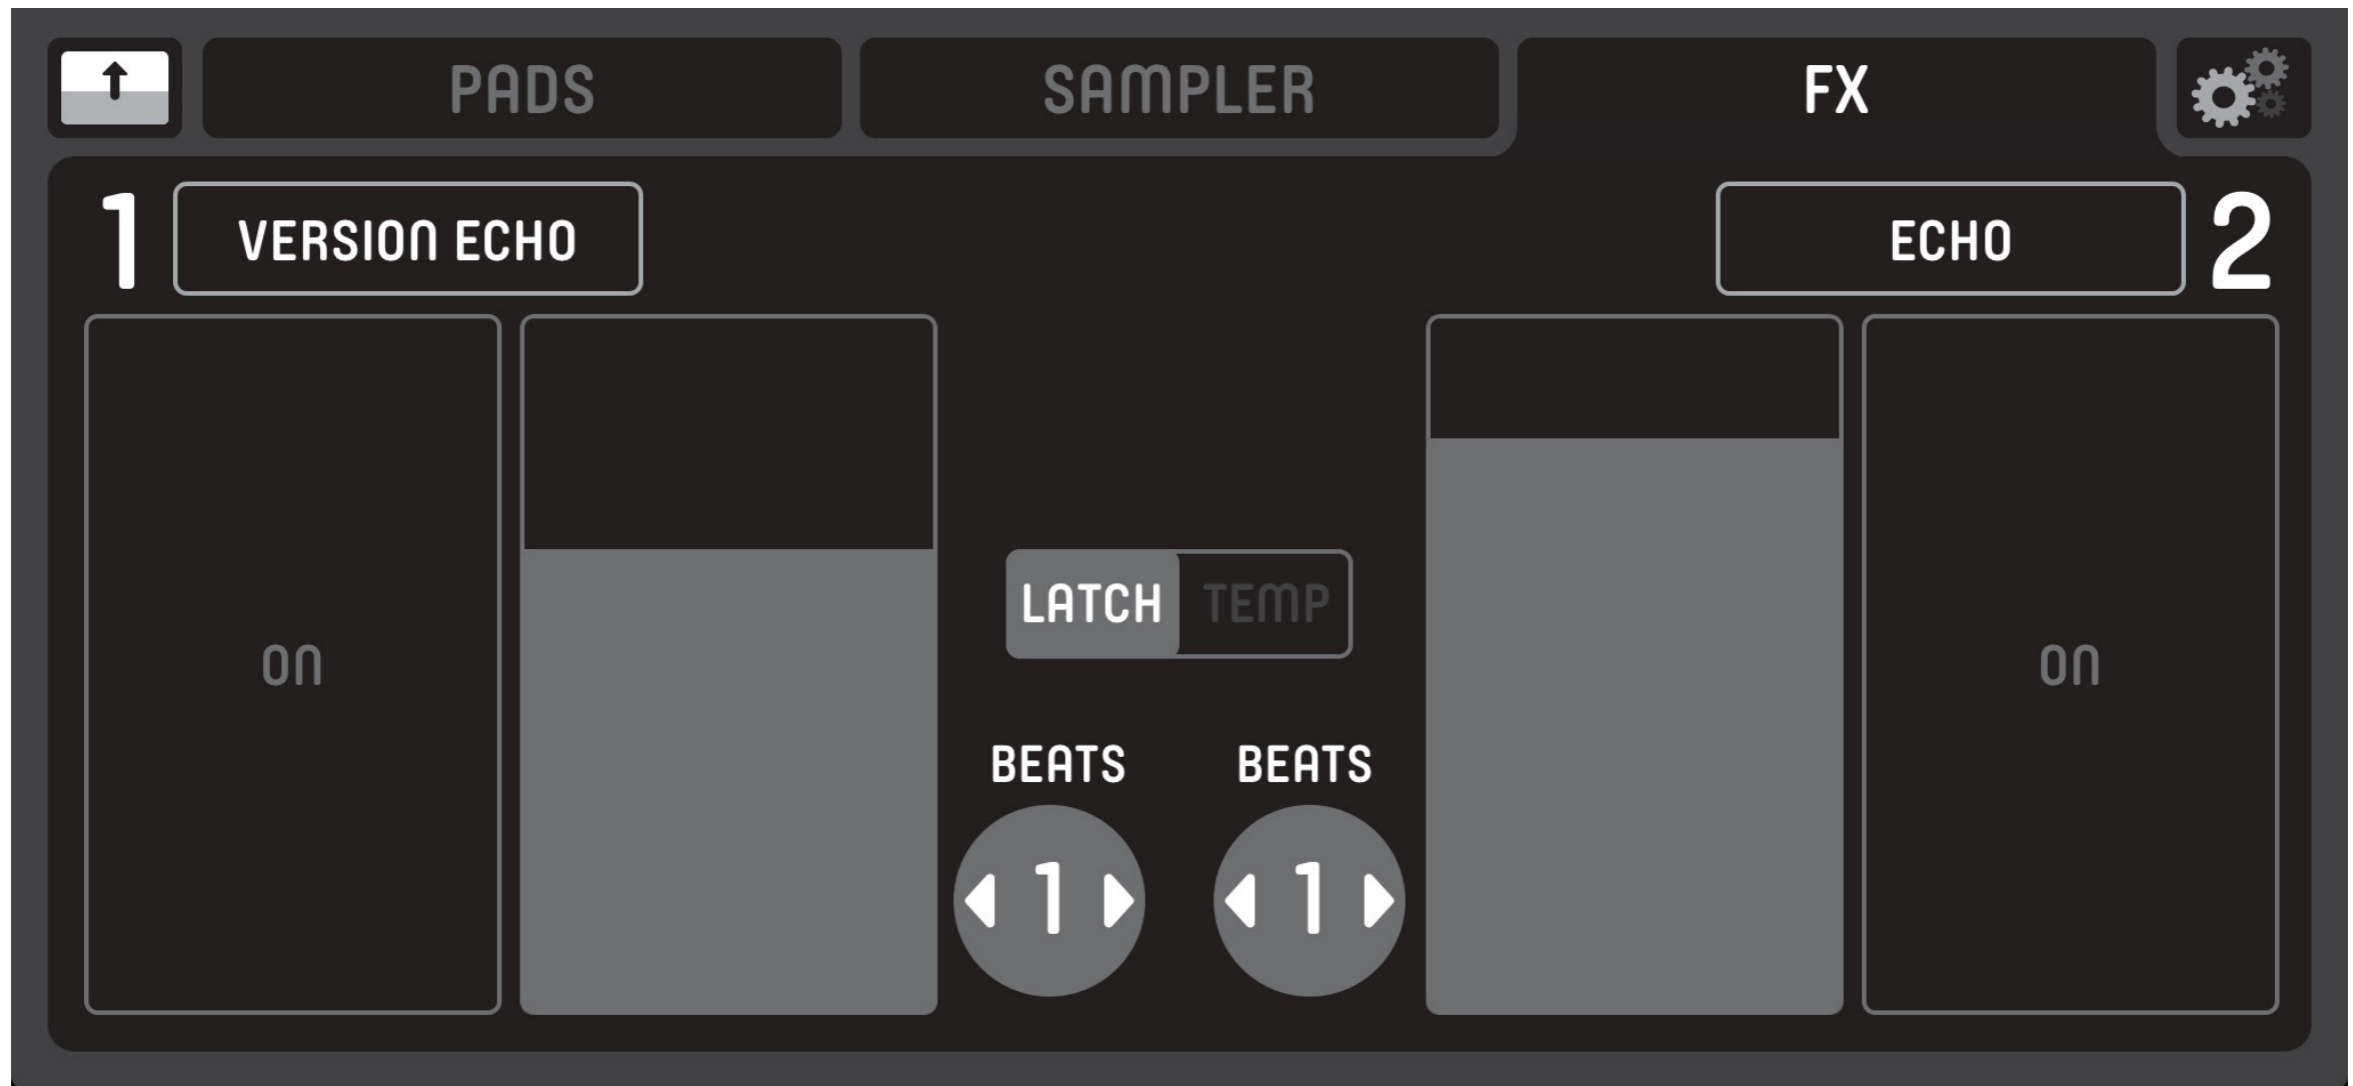 PADS
SAMPLER
FX
1
VERSION ECHO
ECHO
2
ON
LATCH
TEMP
ON
BEATS
BEATS
1
1